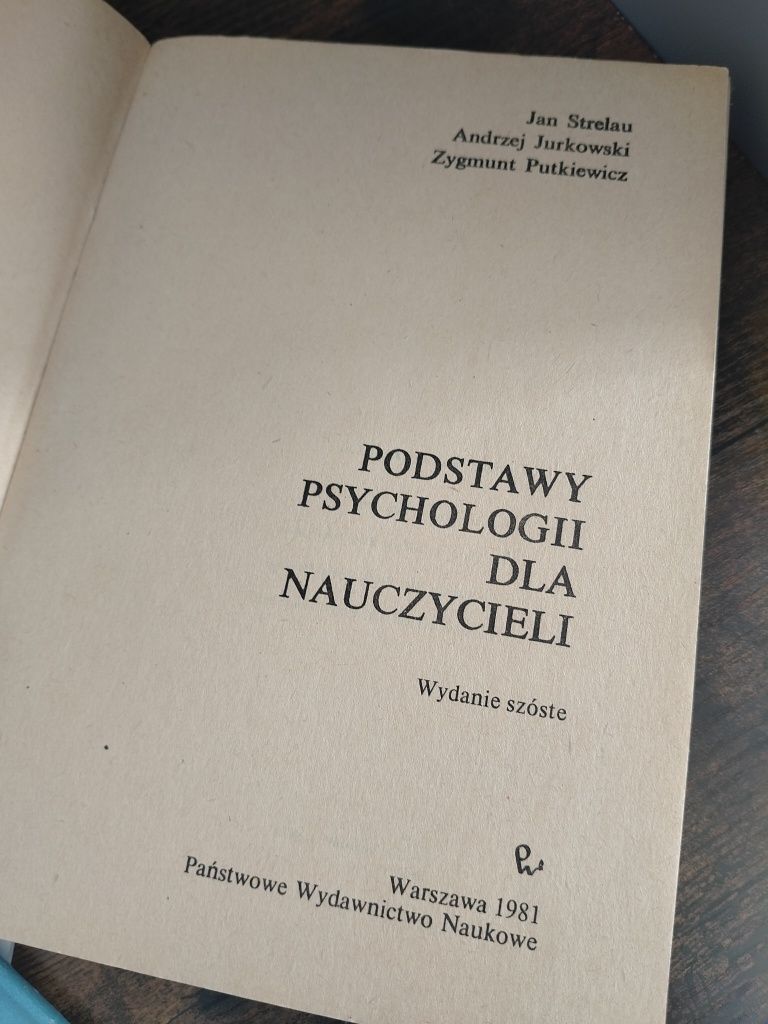 Jan Strelau
Andrzej Jurkowski
Zygmunt Putkiewicz
PODSTAWY
PSYCHOLOGII
DLA
NAUCZYCIELI
Wydanie szóste
Warszawa 1981
Państwowe Wydawnictwo Naukowe